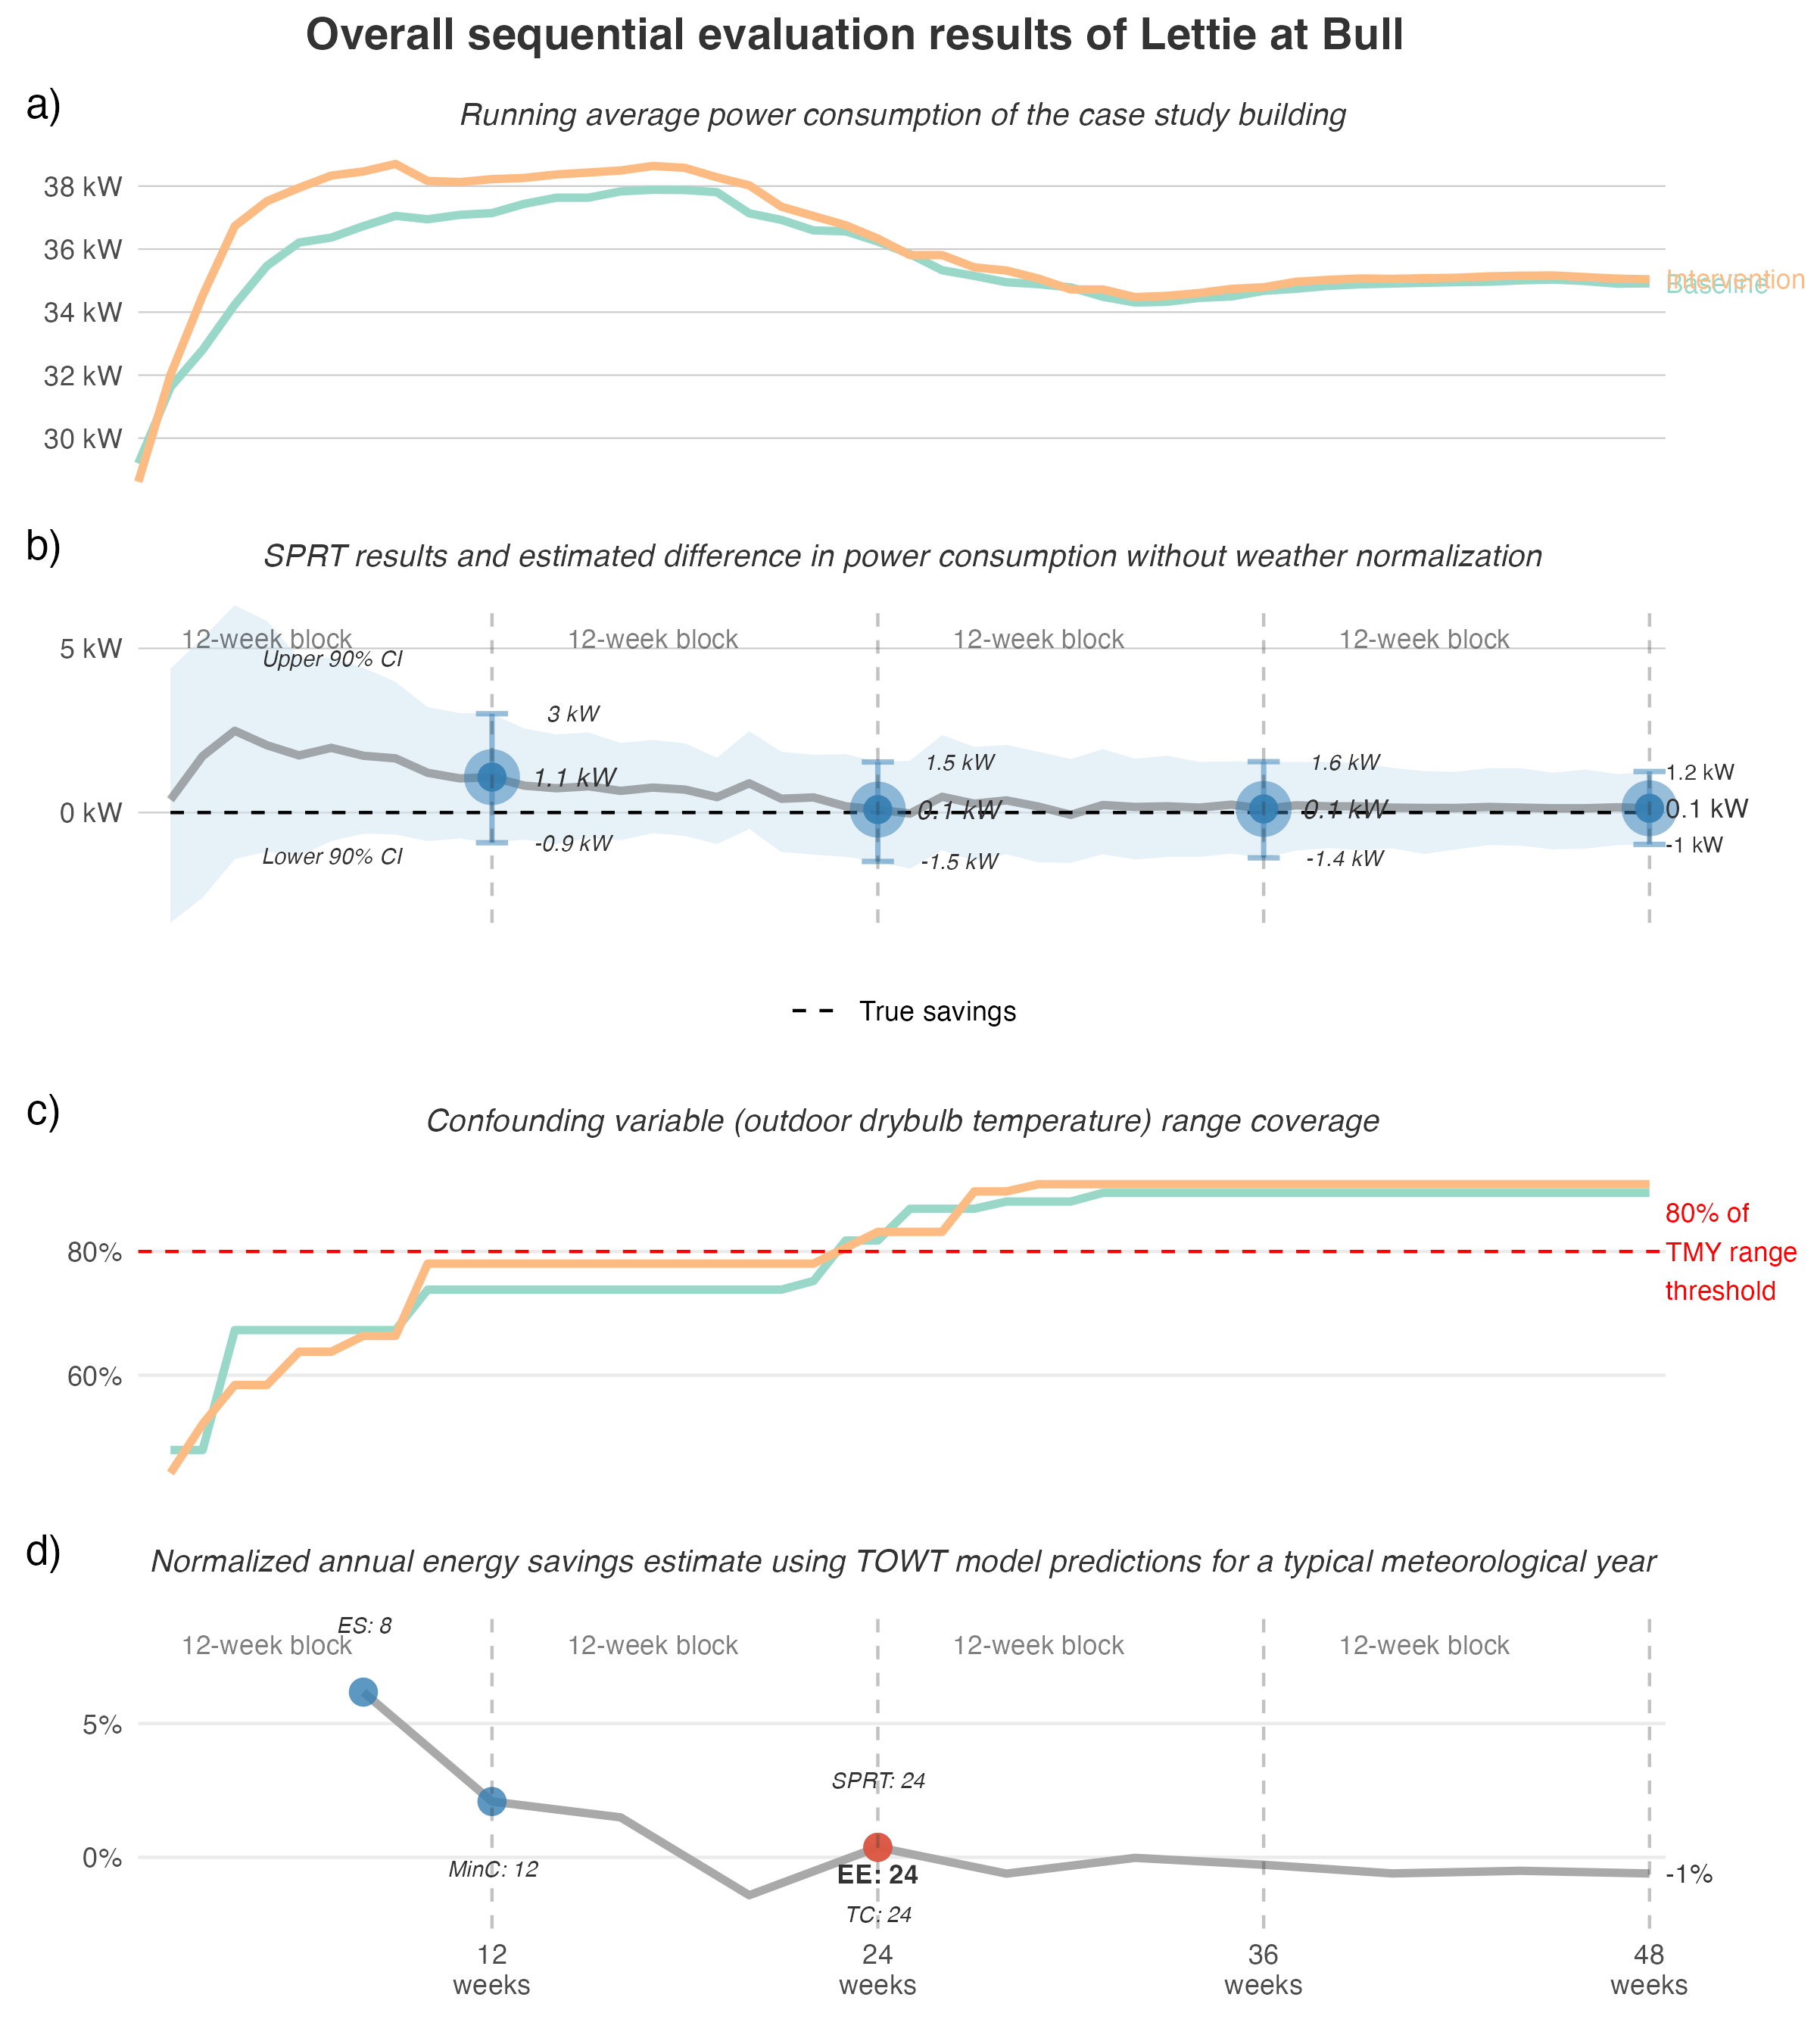 Overall sequential evaluation results of Lettie at Bull
a)
Running average power consumption of the case study building
38 kW
36 kW
34 kW
32 kW
30 kW
Intervention
Baseline
b)
SPRT results and estimated difference in power consumption without weather normalization
12-week block
12-week block
12-week block
12-week block
5 kW
Upper 90% CI
3 kW
1.5 kW
1.6 kW
1.2 kW
1.1 kW
0 kW
0.1 kW
0.1 kW
0.1 kW
Lower 90% CI
-0.9 kW
-1.5 kW
-1.4 kW
-1 kW
True savings
c)
Confounding variable (outdoor drybulb temperature) range coverage
80%
60%
80% of
TMY range
threshold
d)
Normalized annual energy savings estimate using TOWT model predictions for a typical meteorological year
ES: 8
12-week block
12-week block
12-week block
12-week block
5%
SPRT: 24
0%
MinC: 12
EE: 24
-1%
TC: 24
12
weeks
24
weeks
36
weeks
48
weeks